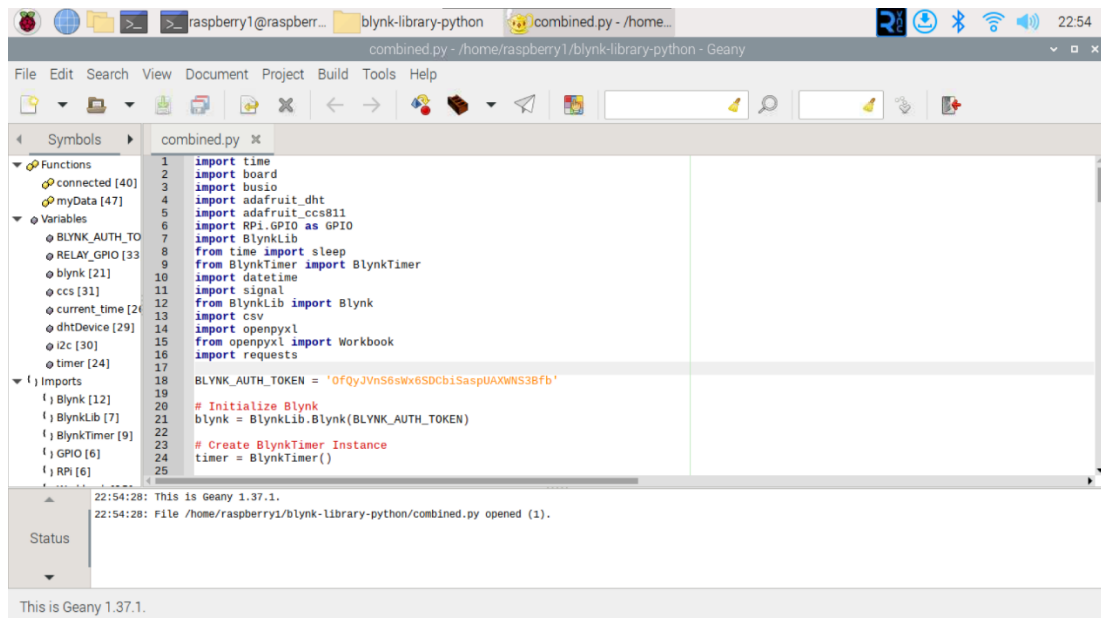 raspberry1@raspberr... blynk-library-python combined.py - /home... 22:54
combined.py - /home/raspberry1/blynk-library-python - Geany
File Edit Search View Document Project Build Tools Help
Symbols combined.py
Functions
connected [40]
myData [47]
Variables
BLYNK_AUTH_TO
RELAY_GPIO [33
blynk [21]
ccs [31]
current_time [2
dhtDevice [29]
i2c [30]
timer [24]
Imports
Blynk [12]
BlynkLib [7]
BlynkTimer [9]
GPIO [6]
RPi [6]
1 import time
2 import board
3 import busio
4 import adafruit_dht
5 import adafruit_ccs811
6 import RPi.GPIO as GPIO
7 import BlynkLib
8 from time import sleep
9 from BlynkTimer import BlynkTimer
10 import datetime
11 import signal
12 from BlynkLib import Blynk
13 import csv
14 import openpyxl
15 from openpyxl import Workbook
16 import requests
17
18 BLYNK_AUTH_TOKEN = 'OfQyJVnS6sWx6SDCbiSaspUAXWNS3Bfb'
19
20 # Initialize Blynk
21 blynk = BlynkLib.Blynk(BLYNK_AUTH_TOKEN)
22
23 # Create BlynkTimer Instance
24 timer = BlynkTimer()
25
Status
22:54:28: This is Geany 1.37.1.
22:54:28: File /home/raspberry1/blynk-library-python/combined.py opened (1).
This is Geany 1.37.1.